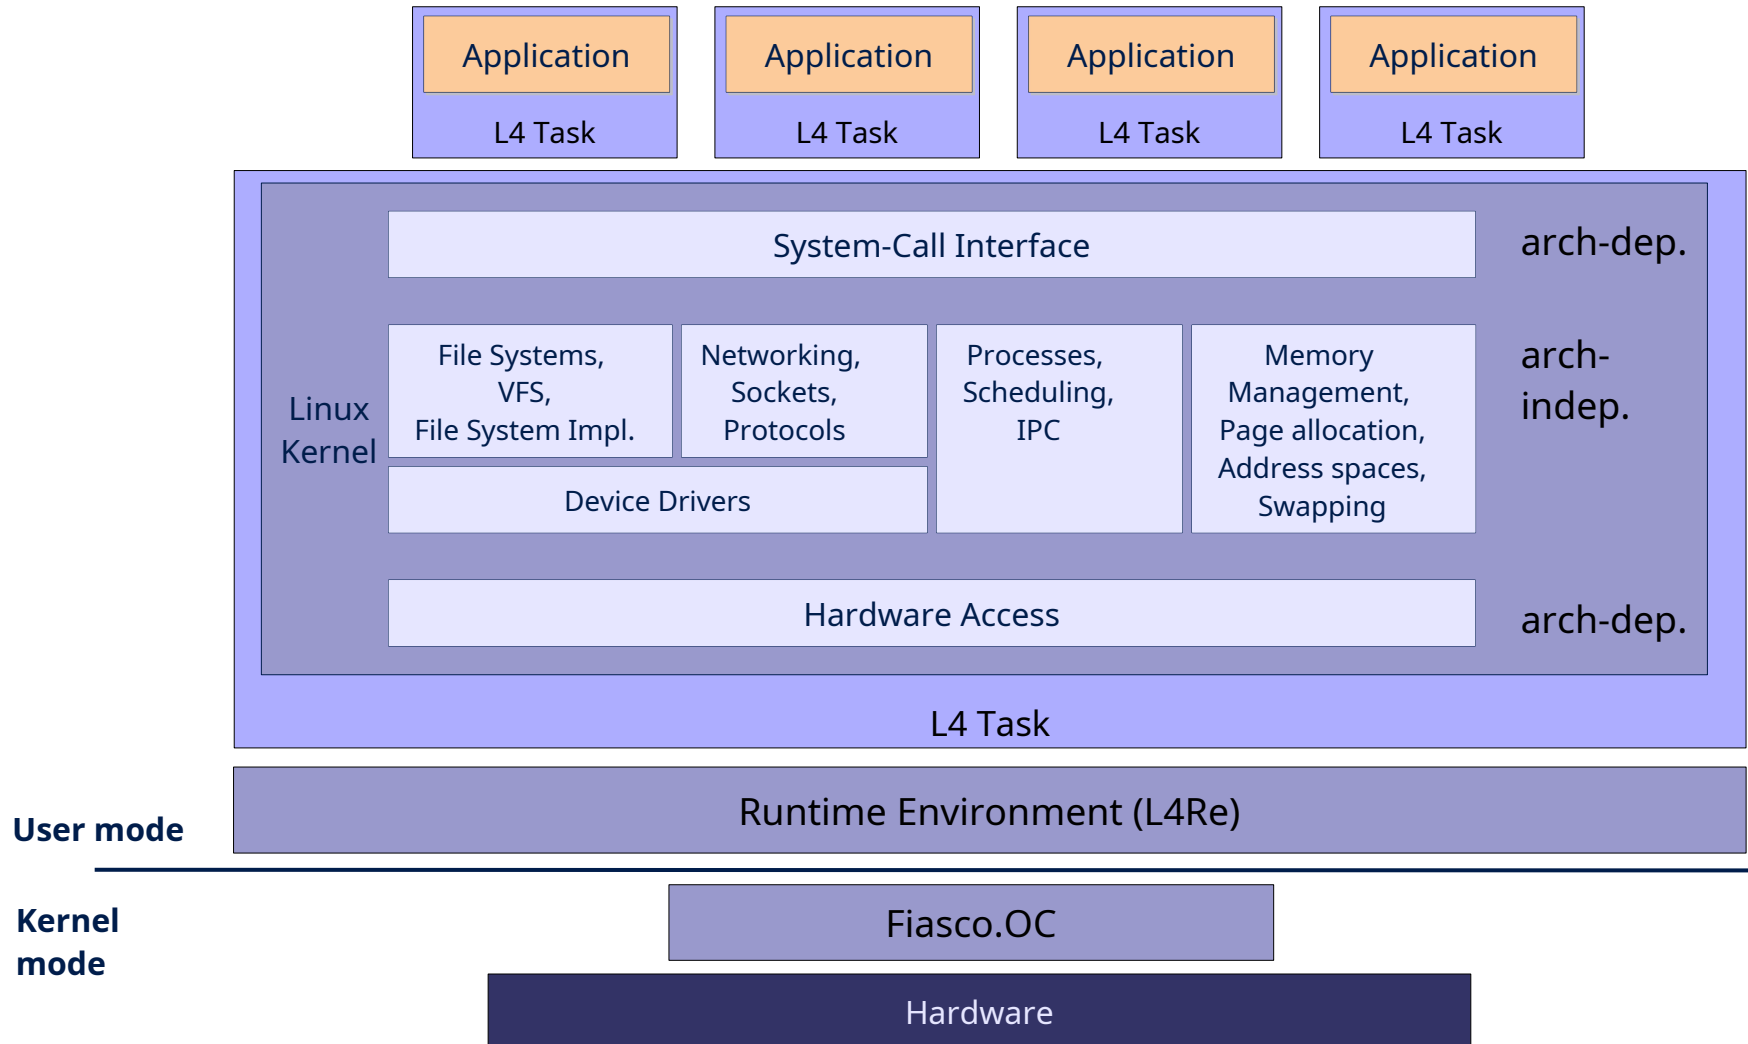 Application
Application
Application
Application
L4 Task
L4 Task
L4 Task
L4 Task
System-Call Interface
arch-dep.
Linux
Kernel
File Systems,
VFS,
File System Impl.
Networking,
Sockets,
Protocols
Processes,
Scheduling,
IPC
Memory
Management,
Page allocation,
Address spaces,
Swapping
arch-
indep.
Device Drivers
Hardware Access
arch-dep.
L4 Task
Runtime Environment (L4Re)
User mode
Kernel
mode
Fiasco.OC
Hardware